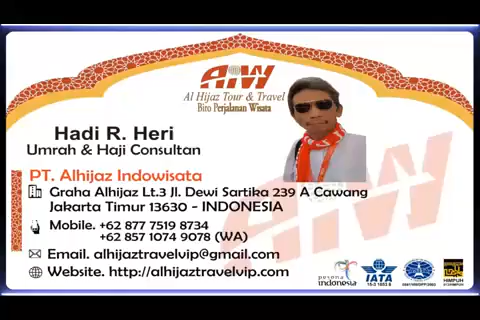 AIW
Al Hijaz Tour & Travel
Biro Perjalanan Wisata
Hadi R. Heri
Umrah & Haji Consultan
PT. Alhijaz Indowisata
Graha Alhijaz Lt.3 Jl. Dewi Sartika 239 A Cawang
Jakarta Timur 13630 - INDONESIA
Mobile. +62 877 7519 8734
+62 857 1074 9078 (WA)
Email. alhijaztravelvip@gmail.com
Website. http://alhijaztravelvip.com
pesona
indonesia
IATA
HIMPUH